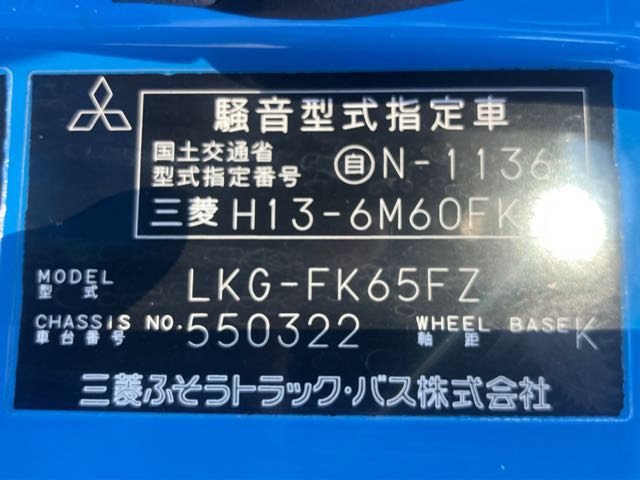 騒音型式指定車
国土交通省
型式指定番号 自N-1136
三菱 H13-6M60FK
MODEL
型式 LKG-FK65FZ
CHASSIS NO. 550322 WHEEL BASE K
車台番号 軸距
三菱ふそうトラック・バス株式会社